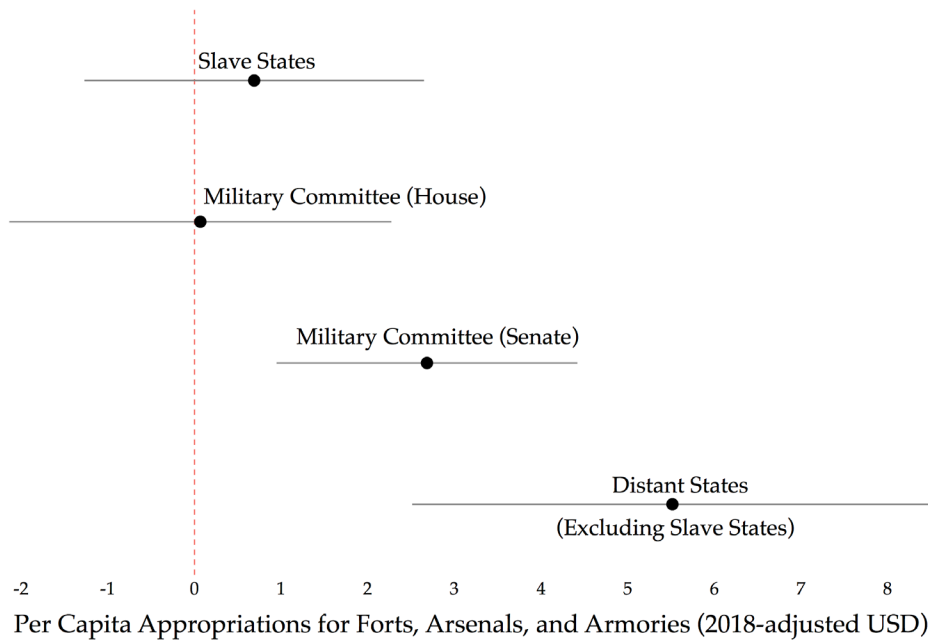 Slave States
Military Committee (House)
Military Committee (Senate)
Distant States
(Excluding Slave States)
-2 -1 0 1 2 3 4 5 6 7 8
Per Capita Appropriations for Forts, Arsenals, and Armories (2018-adjusted USD)